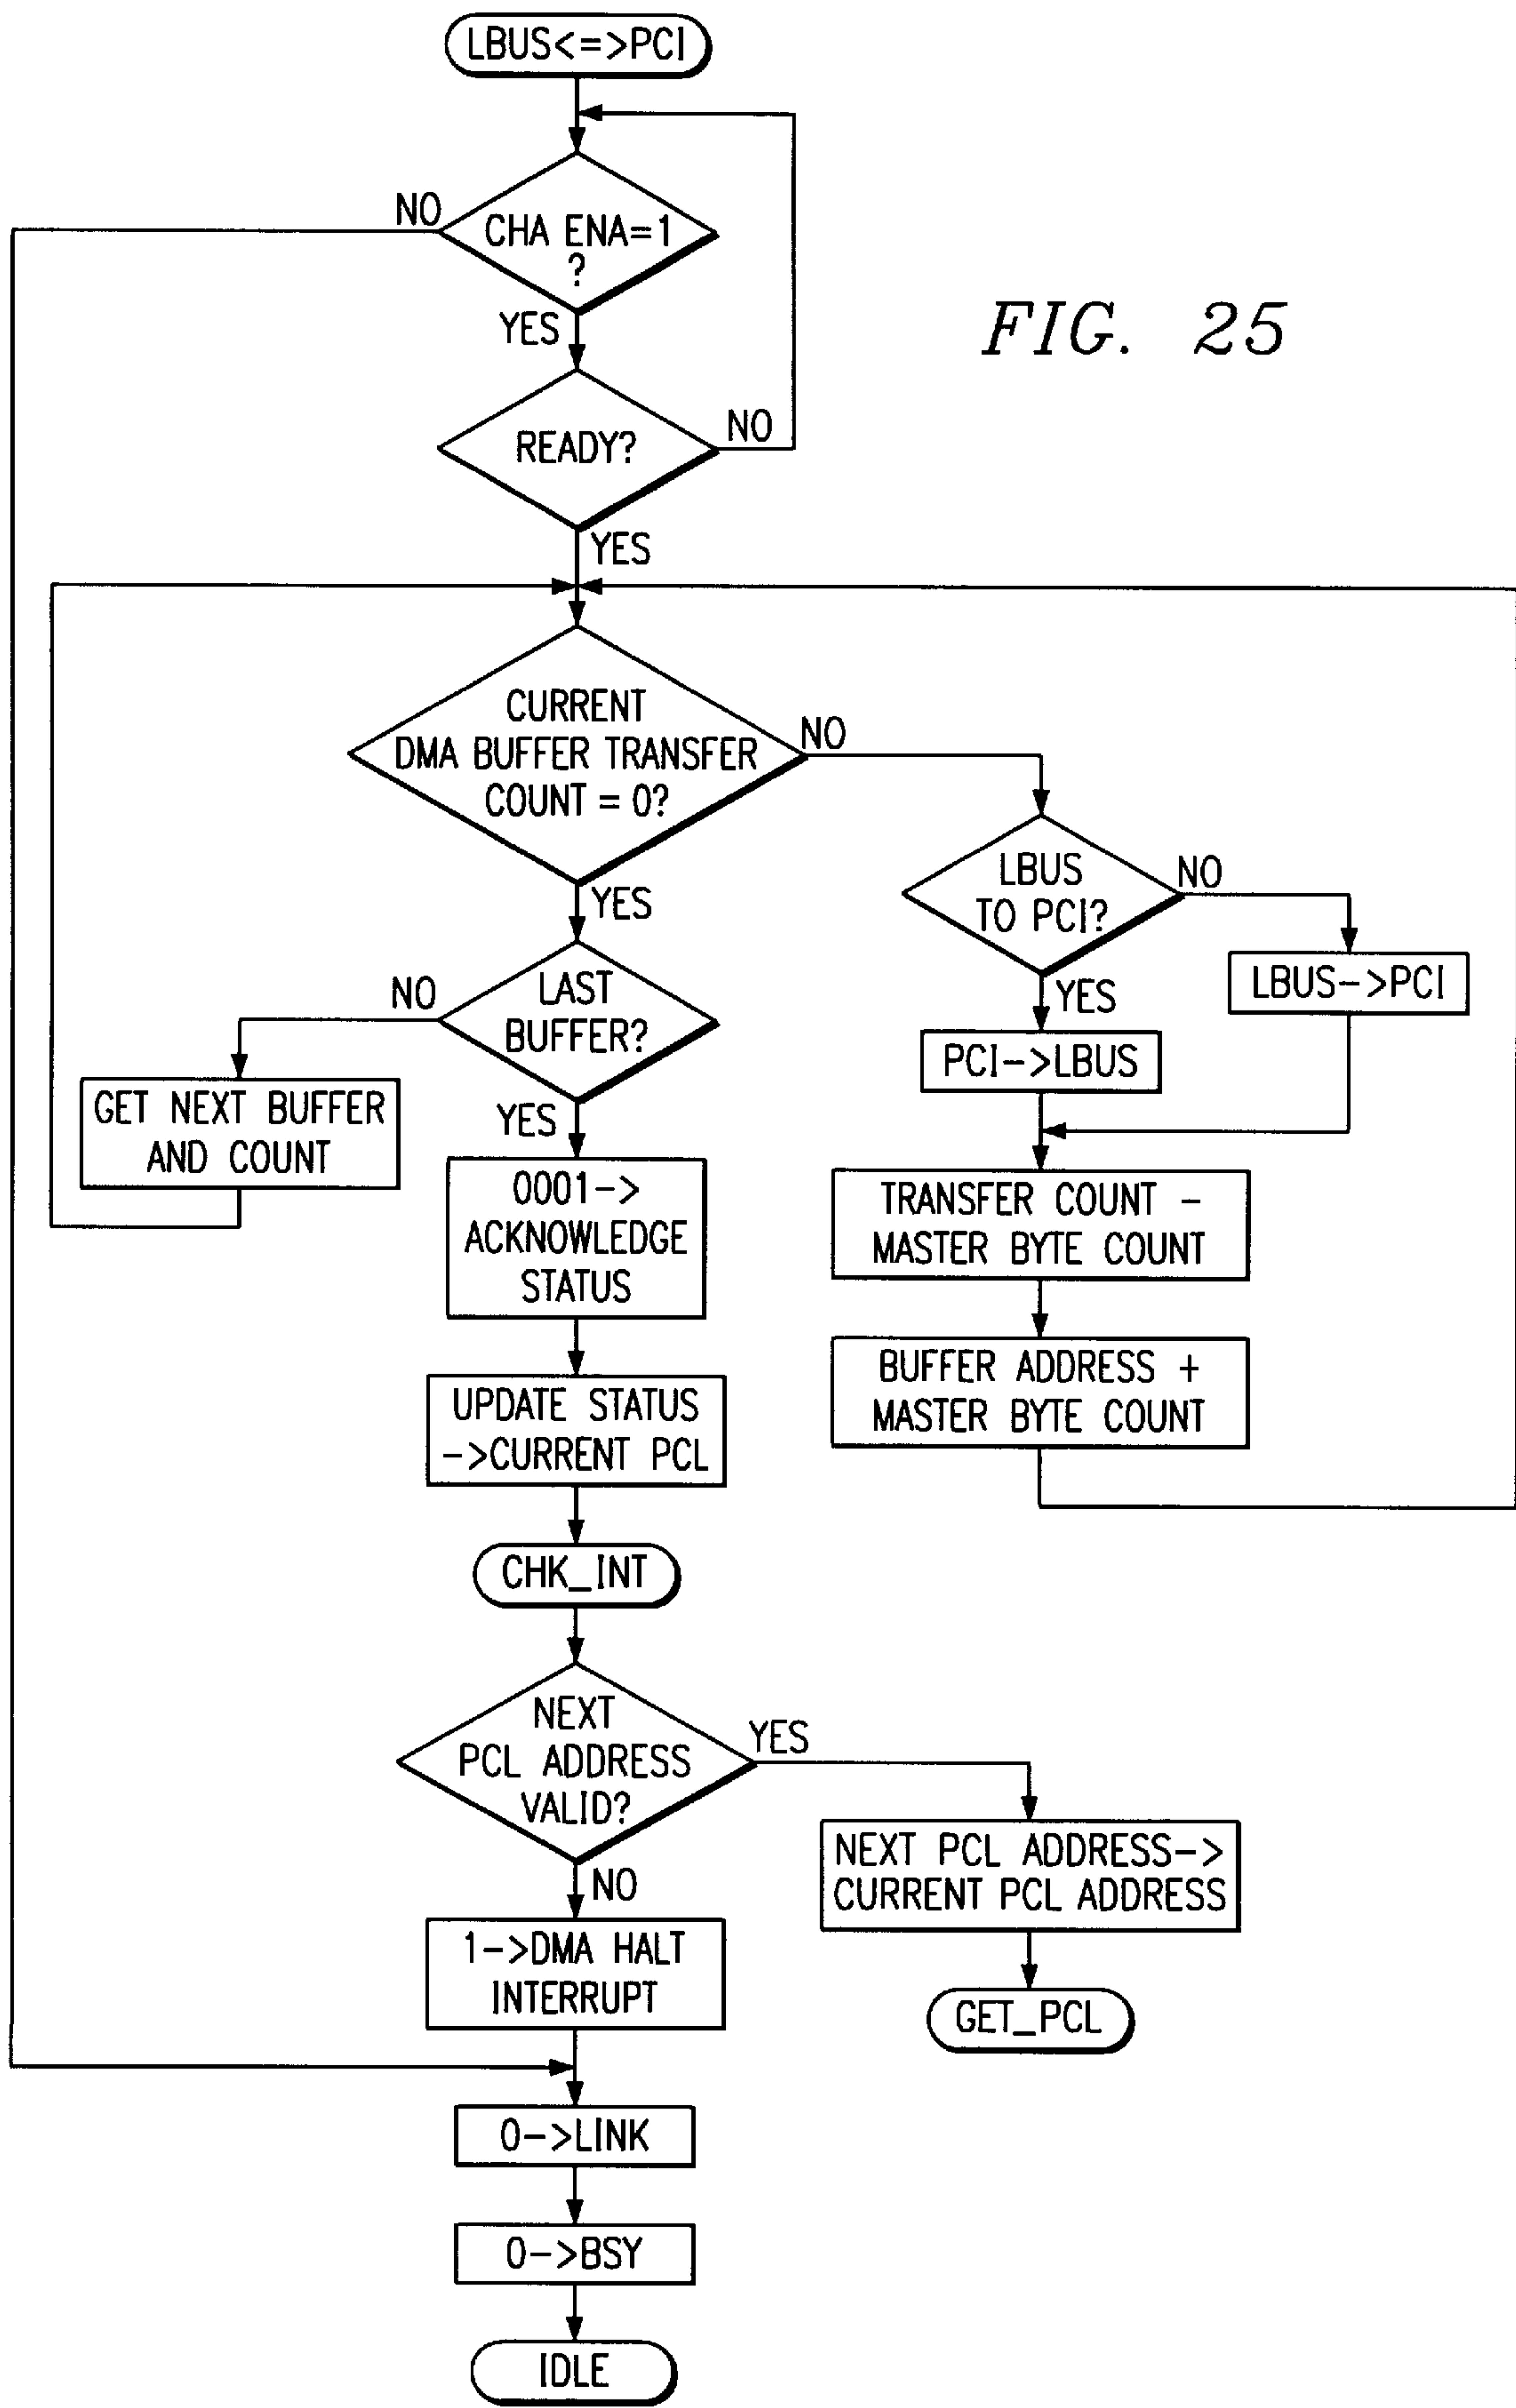 LBUS<=>PCI
NO
CHA ENA=1
?
YES
FIG. 25
READY?
NO
YES
CURRENT
DMA BUFFER TRANSFER
COUNT = 0?
NO
YES
LBUS
TO PCI?
NO
LBUS->PCI
YES
PCI->LBUS
LAST
BUFFER?
NO
GET NEXT BUFFER
AND COUNT
YES
0001->
ACKNOWLEDGE
STATUS
TRANSFER COUNT -
MASTER BYTE COUNT
BUFFER ADDRESS +
MASTER BYTE COUNT
UPDATE STATUS
->CURRENT PCL
CHK_INT
NEXT
PCL ADDRESS
VALID?
YES
NEXT PCL ADDRESS->
CURRENT PCL ADDRESS
GET_PCL
NO
1->DMA HALT
INTERRUPT
0->LINK
0->BSY
IDLE